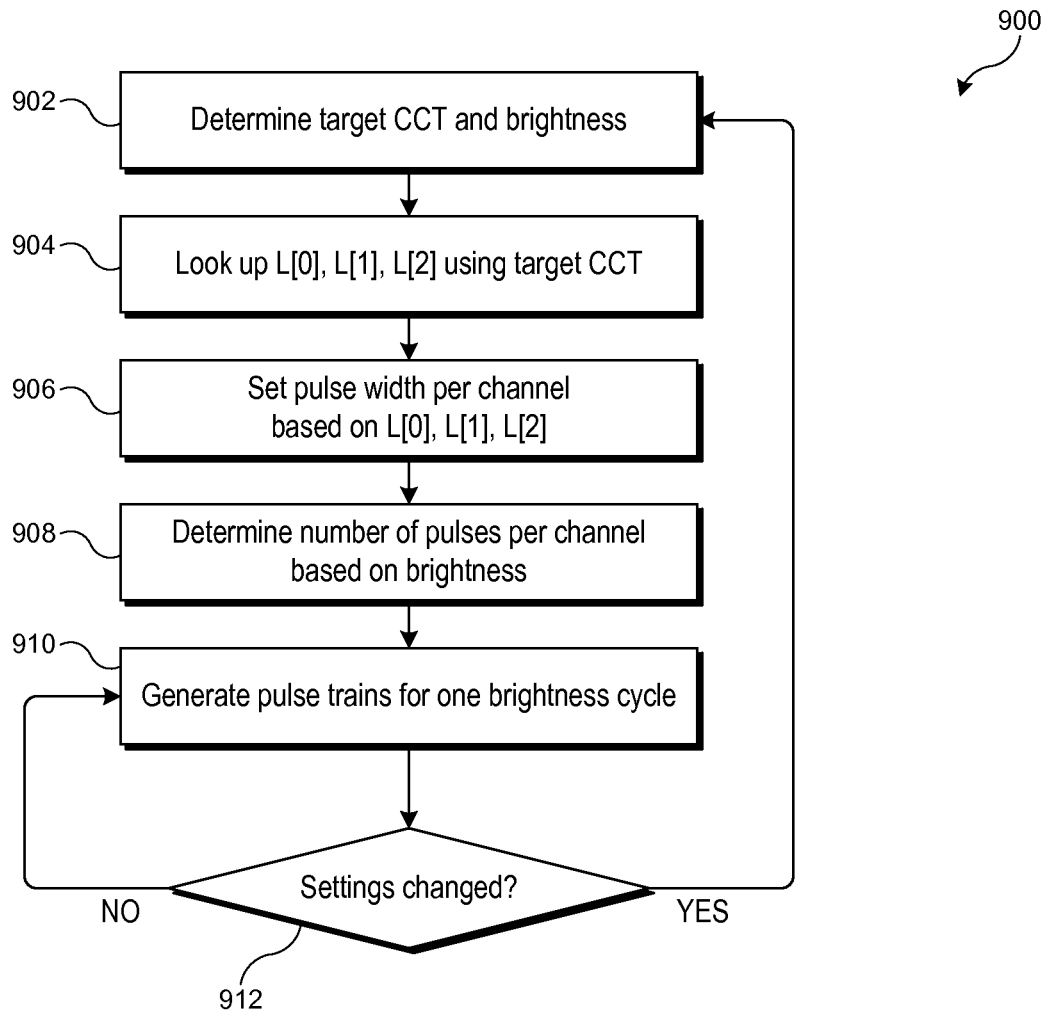 900
902
Determine target CCT and brightness
904
Look up L[0], L[1], L[2] using target CCT
906
Set pulse width per channel
based on L[0], L[1], L[2]
908
Determine number of pulses per channel
based on brightness
910
Generate pulse trains for one brightness cycle
Settings changed?
NO
YES
912